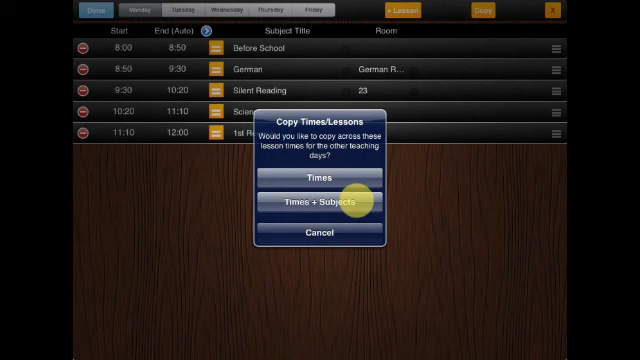 Done Monday Tuesday Wednesday Thursday Friday + Lesson Copy X
Start End (Auto) Subject Title Room
8:00 8:50 Before School
8:50 9:30 German German R...
9:30 10:20 Silent Reading 23
10:20 11:10
11:10 12:00
Copy Times/Lessons
Would you like to copy across these
lesson times for the other teaching
days?
Times
Times + Subjects
Cancel